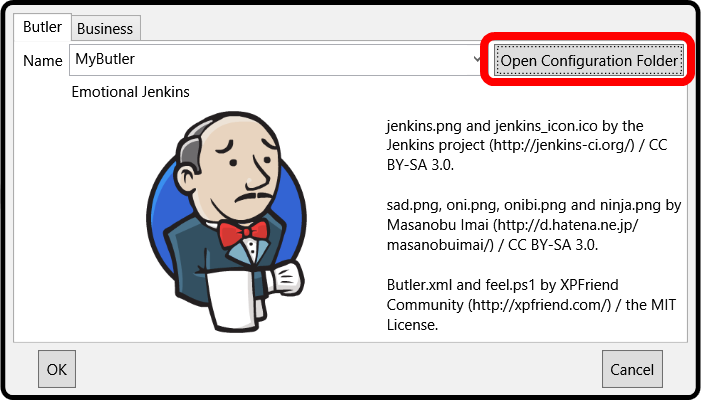 Butler Business
Name MyButler Open Configuration Folder
Emotional Jenkins
jenkins.png and jenkins_icon.ico by the
Jenkins project (http://jenkins-ci.org/) / CC
BY-SA 3.0.
sad.png, oni.png, onibi.png and ninja.png by
Masanobu Imai (http://d.hatena.ne.jp/
masanobuimai/) / CC BY-SA 3.0.
Butler.xml and feel.ps1 by XPFriend
Community (http://xpfriend.com/) / the MIT
License.
OK Cancel